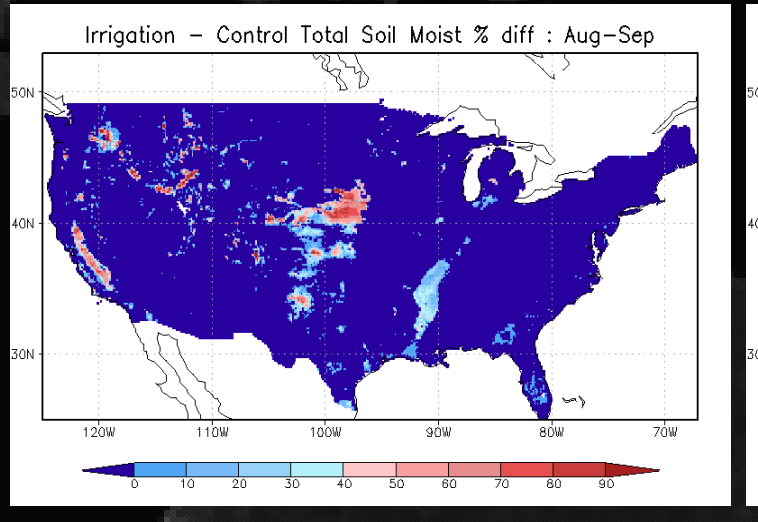 Irrigation - Control Total Soil Moist % diff : Aug-Sep
50N
40N
30N
120W 110W 100W 90W 80W 70W
0 10 20 30 40 50 60 70 80 90